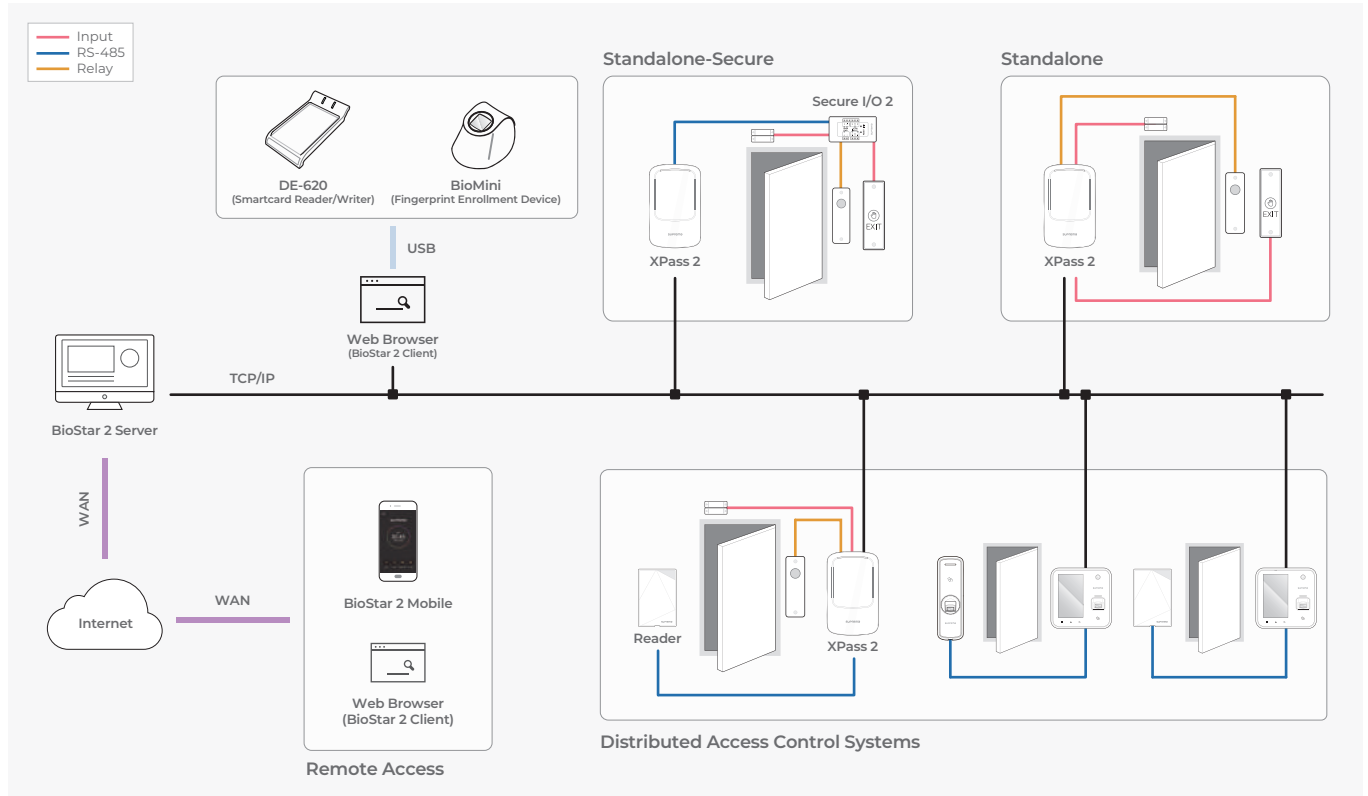 Input
RS-485
Relay
DE-620
(Smartcard Reader/Writer)
BioMini
(Fingerprint Enrollment Device)
USB
Web Browser
(BioStar 2 Client)
Standalone-Secure
Secure I/O 2
EXIT
XPass 2
Standalone
EXIT
XPass 2
TCP/IP
BioStar 2 Server
WAN
Internet
WAN
BioStar 2 Mobile
Web Browser
(BioStar 2 Client)
Remote Access
Reader
XPass 2
Distributed Access Control Systems